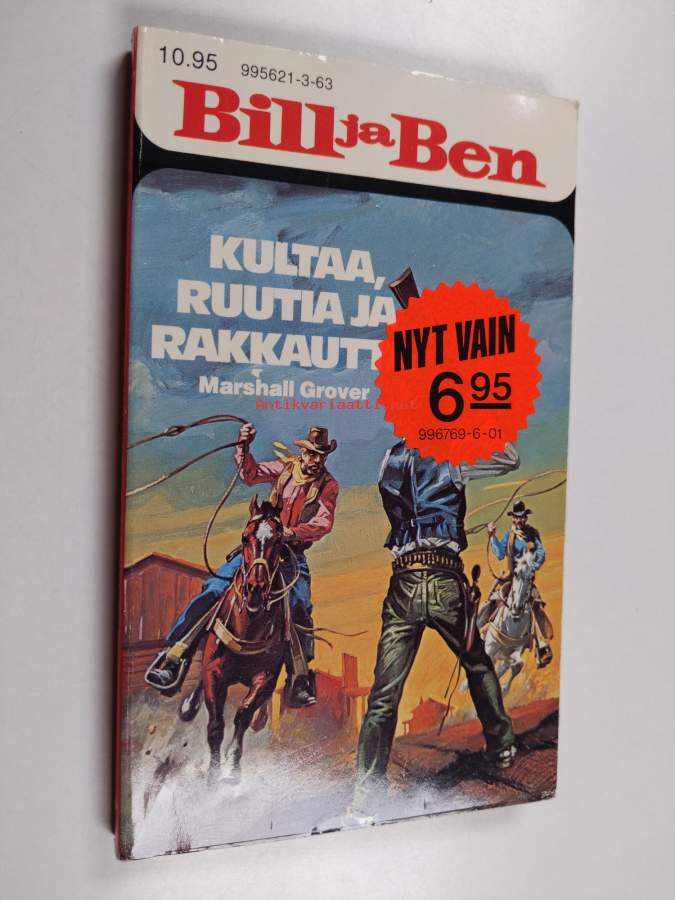 10.95 995621-3-63
Bill ja Ben
KULTAA,
RUUTIA JA
RAKKAUTT
Marshall Grover
NYT VAIN
6 95
996769-6-01